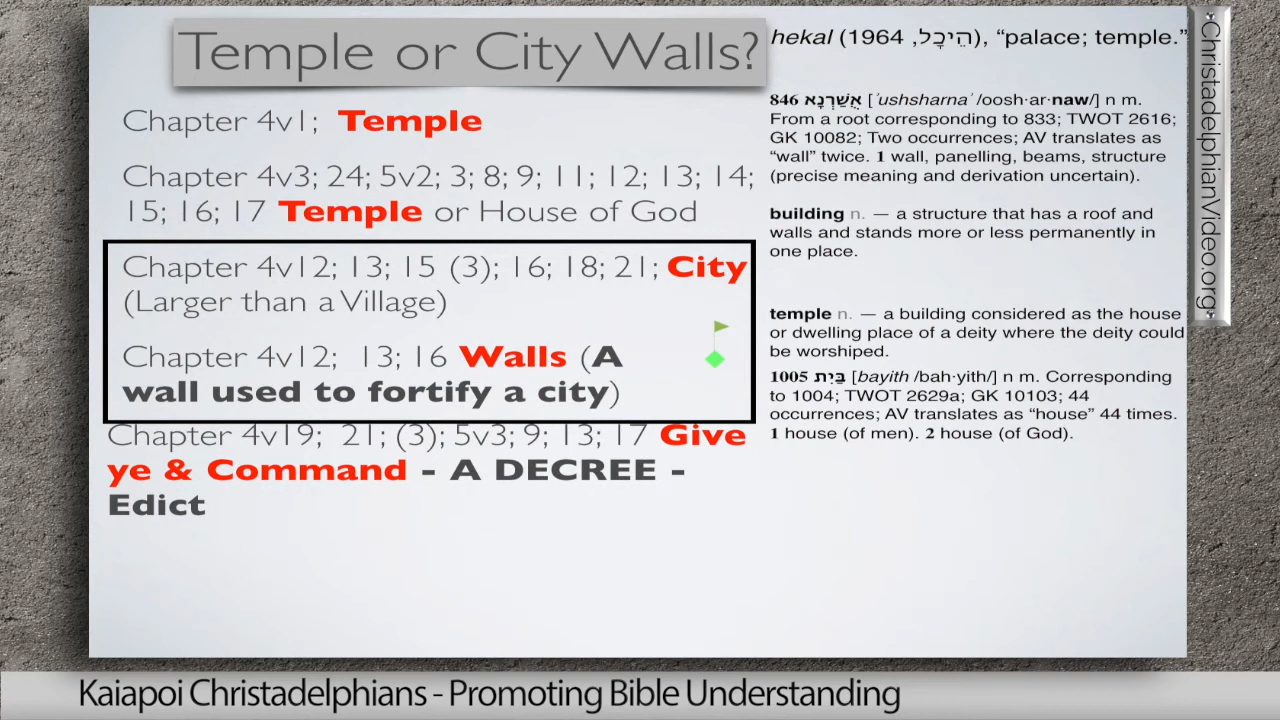 Temple or City Walls?
Chapter 4v1; Temple
Chapter 4v3; 24; 5v2; 3; 8; 9; 11; 12; 13; 14;
15; 16; 17 Temple or House of God
Chapter 4v12; 13; 15 (3); 16; 18; 21; City
(Larger than a Village)
Chapter 4v12; 13; 16 Walls (A
wall used to fortify a city)
Chapter 4v19; 21; (3); 5v3; 9; 13; 17 Give
ye & Command - A DECREE -
Edict
hekal (1964 ,הֵיכָל), “palace; temple.”
846 אֻשַּׁרְנָא [ʾushsharnaʾ /oosh·ar·naw/] n m.
From a root corresponding to 833; TWOT 2616;
GK 10082; Two occurrences; AV translates as
“wall” twice. 1 wall, panelling, beams, structure
(precise meaning and derivation uncertain).
building n. — a structure that has a roof and
walls and stands more or less permanently in
one place.
temple n. — a building considered as the house
or dwelling place of a deity where the deity could
be worshiped.
1005 בַּיִת [bayith /bah·yith/] n m. Corresponding
to 1004; TWOT 2629a; GK 10103; 44
occurrences; AV translates as “house” 44 times.
1 house (of men). 2 house (of God).
ChristadelphianVideo.org
Kaiapoi Christadelphians - Promoting Bible Understanding